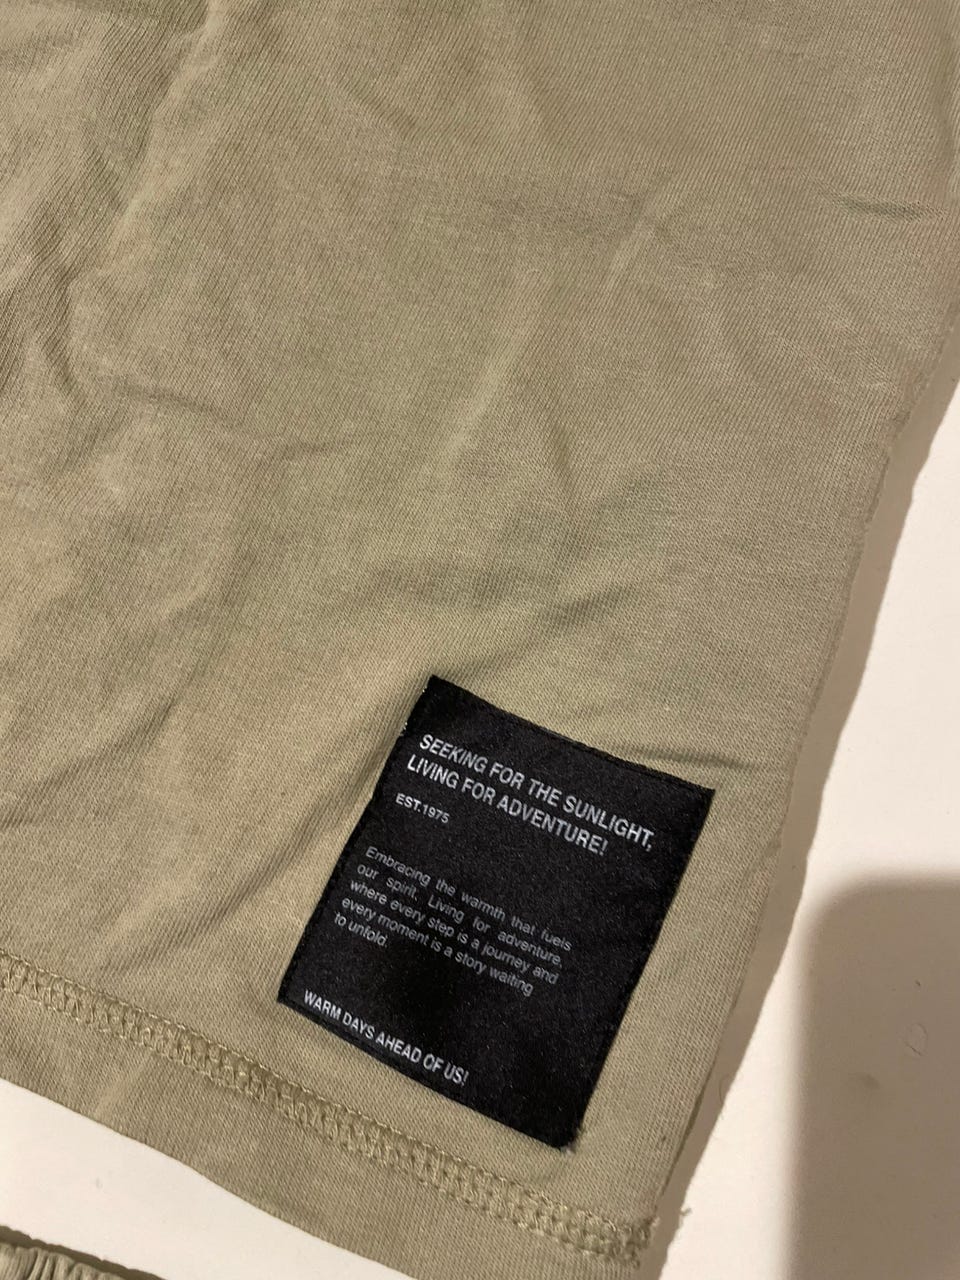 SEEKING FOR THE SUNLIGHT,
LIVING FOR ADVENTURE!
EST.1975
Embracing the warmth that fuels
our spirit. Living for adventure,
where every step is a journey and
every moment is a story waiting
to unfold.
WARM DAYS AHEAD OF US!